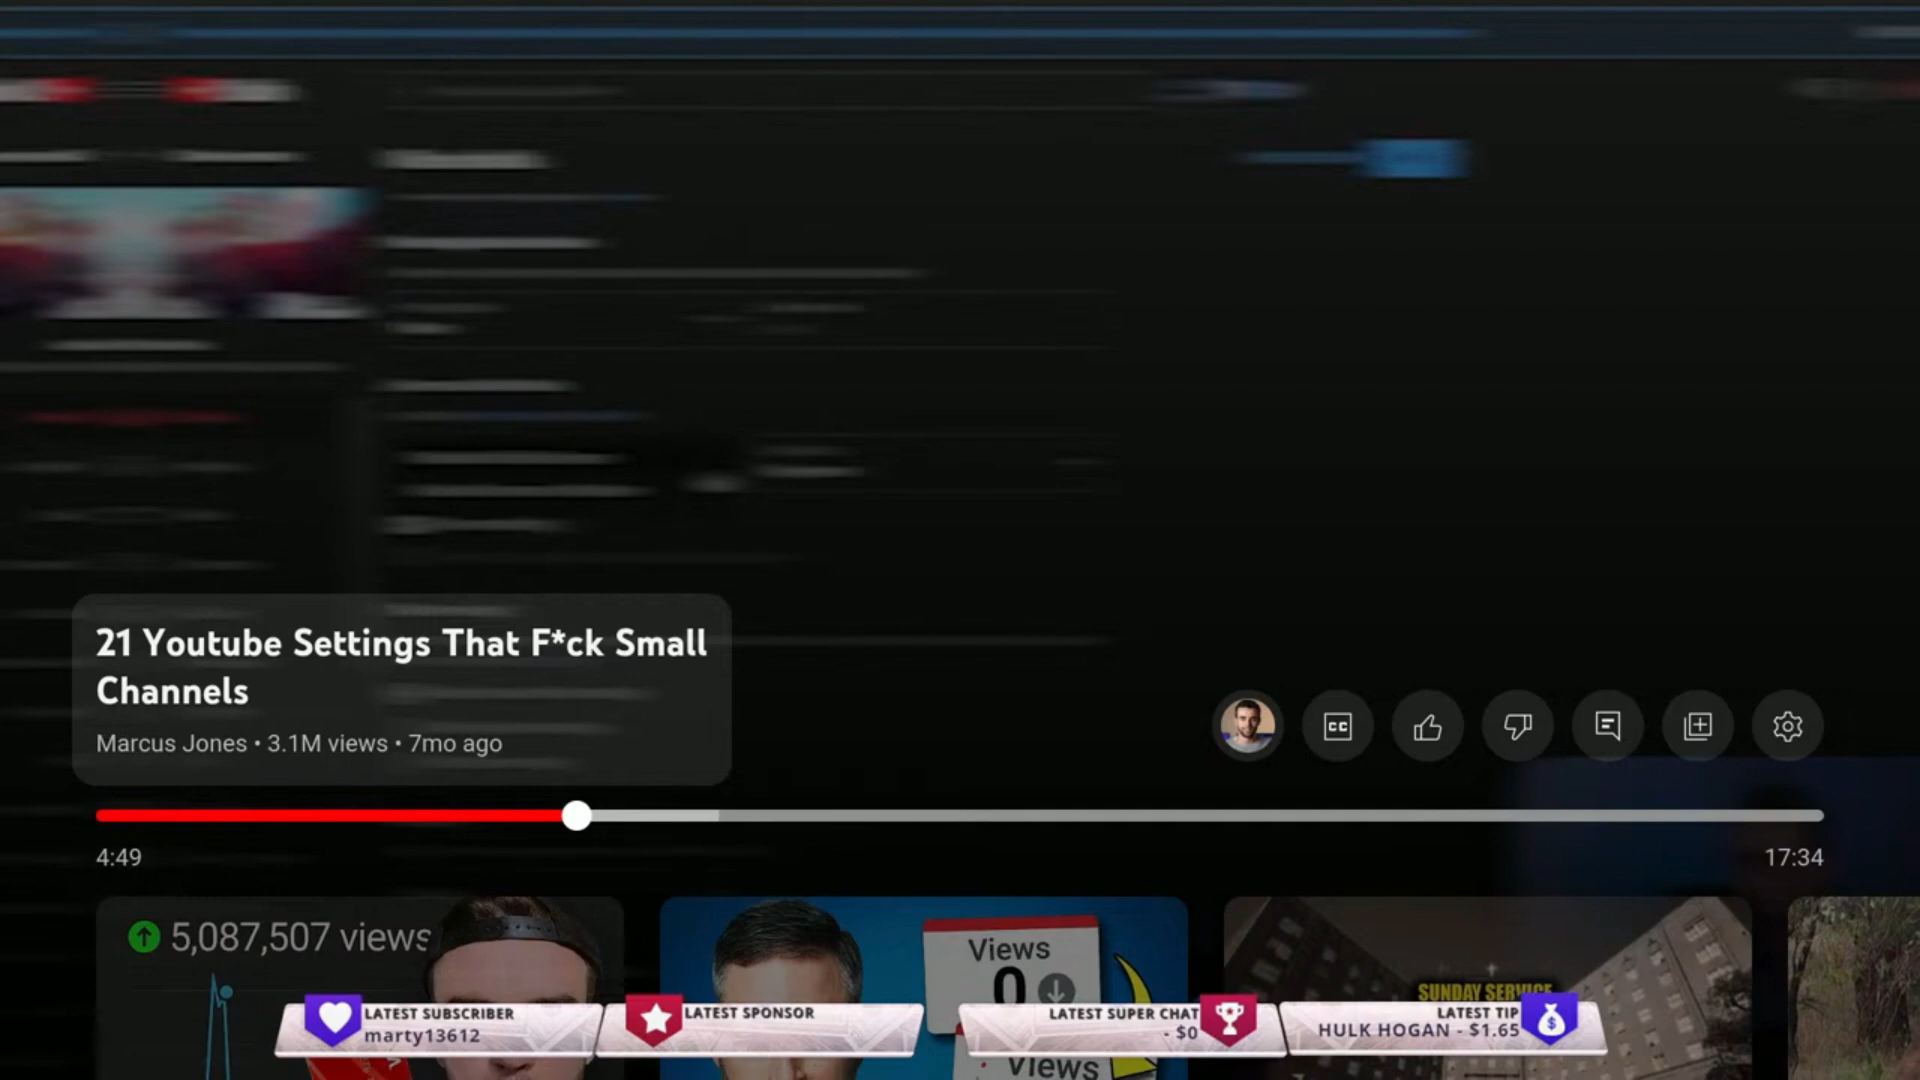 21 Youtube Settings That F*ck Small
Channels
Marcus Jones • 3.1M views • 7mo ago
CC
4:49
17:34
5,087,507 views
Views
0
SUNDAY SERVICE
LATEST SUBSCRIBER
marty13612
LATEST SPONSOR
LATEST SUPER CHAT
- $0
LATEST TIP
HULK HOGAN - $1.65
Views